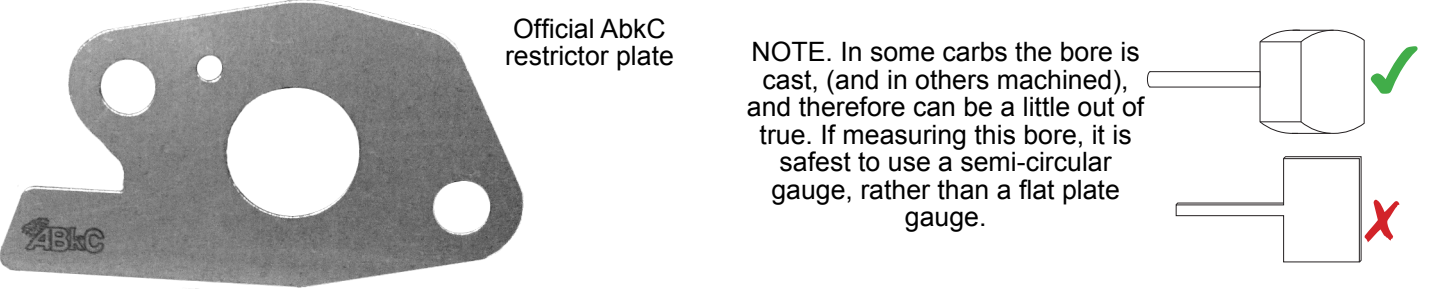 Official AbkC
restrictor plate
NOTE. In some carbs the bore is
cast, (and in others machined),
and therefore can be a little out of
true. If measuring this bore, it is
safest to use a semi-circular
gauge, rather than a flat plate
gauge.
ABkC